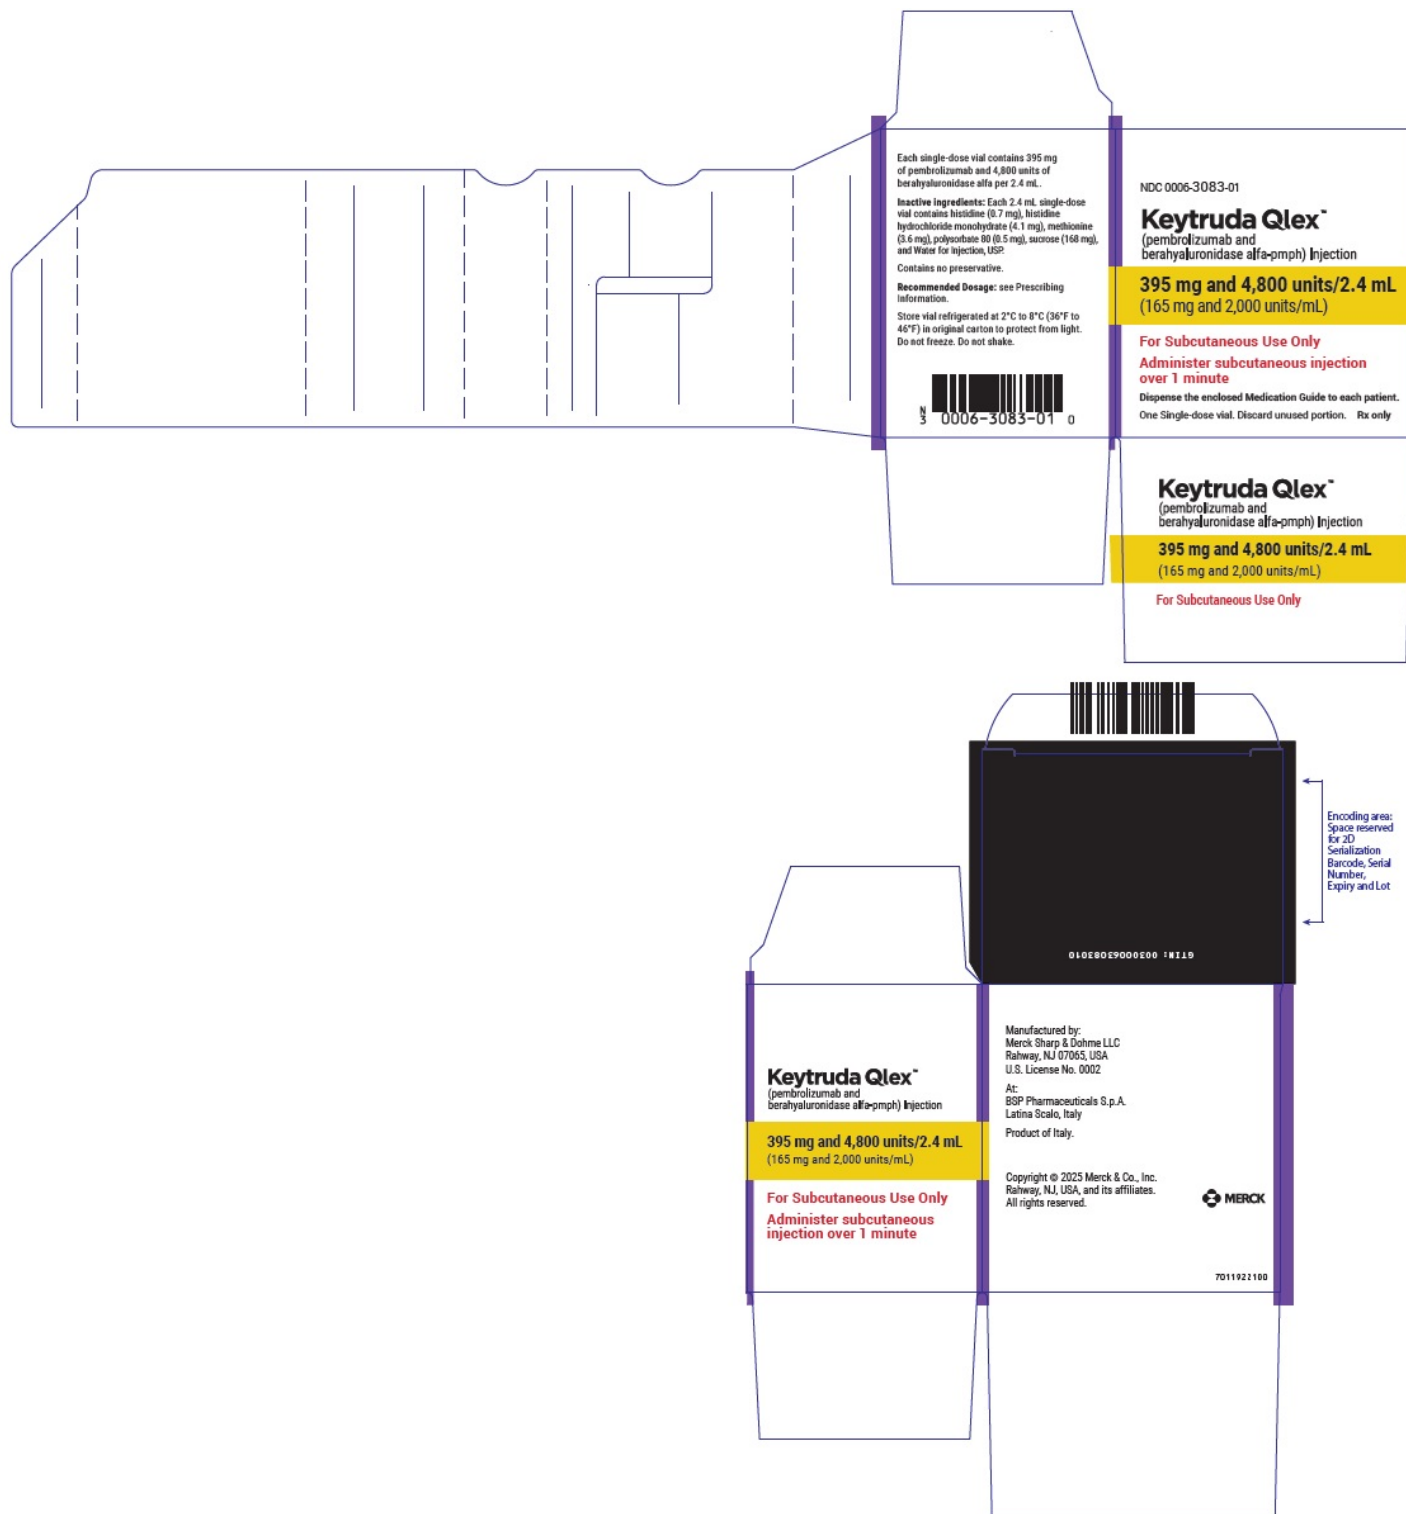 Each single-dose vial contains 395 mg
of pembrolizumab and 4,800 units of
berahyaluronidase alfa per 2.4 mL.
Inactive ingredients: Each 2.4 mL single-dose
vial contains histidine (0.7 mg), histidine
hydrochloride monohydrate (4.1 mg), methionine
(3.6 mg), polysorbate 80 (0.5 mg), sucrose (168 mg),
and Water for Injection, USP.
Contains no preservative.
Recommended Dosage: see Prescribing
Information.
Store vial refrigerated at 2°C to 8°C (36°F to
46°F) in original carton to protect from light.
Do not freeze. Do not shake.
N
3 0006-3083-01 0
NDC 0006-3083-01
Keytruda Qlex™
(pembrolizumab and
berahyaluronidase alfa-pmph) Injection
395 mg and 4,800 units/2.4 mL
(165 mg and 2,000 units/mL)
For Subcutaneous Use Only
Administer subcutaneous injection
over 1 minute
Dispense the enclosed Medication Guide to each patient.
One Single-dose vial. Discard unused portion. Rx only
Keytruda Qlex™
(pembrolizumab and
berahyaluronidase alfa-pmph) Injection
395 mg and 4,800 units/2.4 mL
(165 mg and 2,000 units/mL)
For Subcutaneous Use Only
Encoding area:
Space reserved
for 2D
Serialization
Barcode, Serial
Number,
Expiry and Lot
GTIN: 00300063083010
Keytruda Qlex™
(pembrolizumab and
berahyaluronidase alfa-pmph) Injection
395 mg and 4,800 units/2.4 mL
(165 mg and 2,000 units/mL)
For Subcutaneous Use Only
Administer subcutaneous
injection over 1 minute
Manufactured by:
Merck Sharp & Dohme LLC
Rahway, NJ 07065, USA
U.S. License No. 0002
At:
BSP Pharmaceuticals S.p.A.
Latina Scalo, Italy
Product of Italy.
Copyright © 2025 Merck & Co., Inc.
Rahway, NJ, USA, and its affiliates.
All rights reserved.
MERCK
7011922100